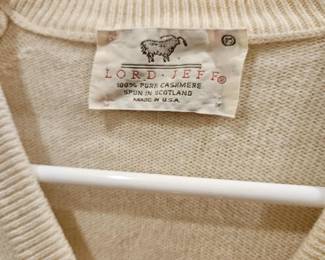 LORD · JEFF®
100% PURE CASHMERE
SPUN IN SCOTLAND
MADE IN U.S.A.